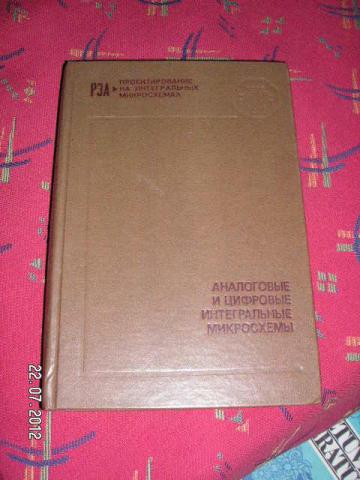 РЭА
ПРОЕКТИРОВАНИЕ
НА ИНТЕГРАЛЬНЫХ
МИКРОСХЕМАХ
АНАЛОГОВЫЕ
И ЦИФРОВЫЕ
ИНТЕГРАЛЬНЫЕ
МИКРОСХЕМЫ
22.07.2012